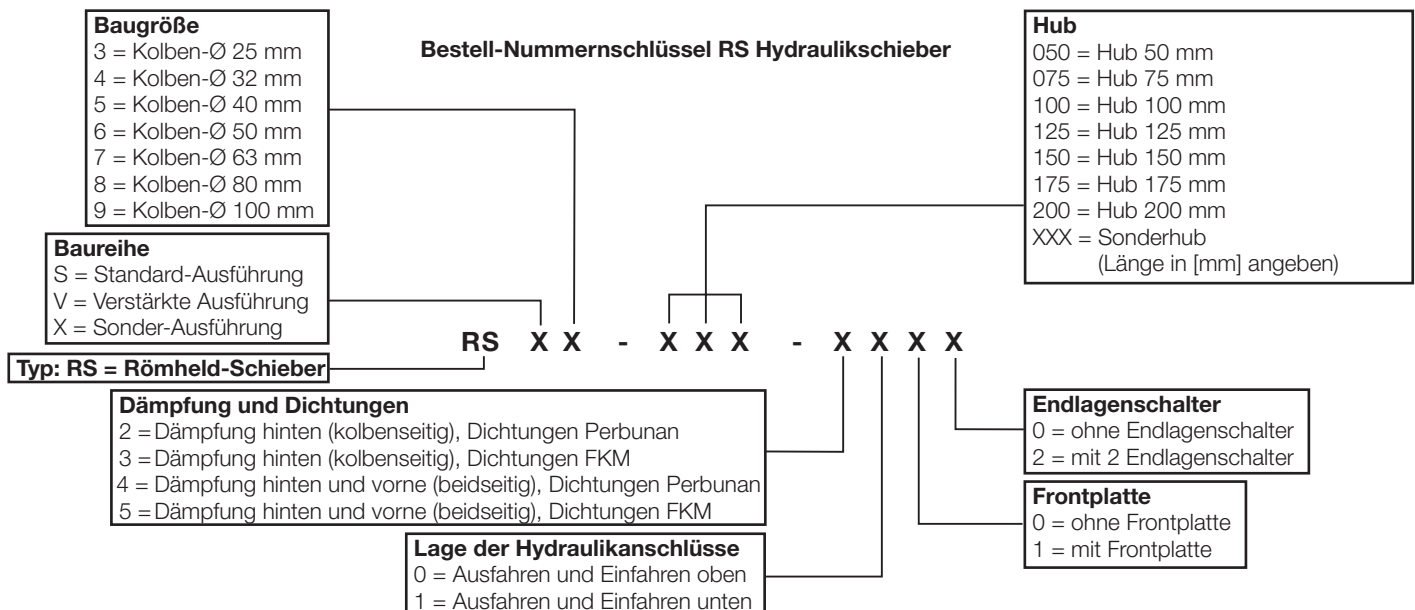 Baugröße
3 = Kolben-Ø 25 mm
4 = Kolben-Ø 32 mm
5 = Kolben-Ø 40 mm
6 = Kolben-Ø 50 mm
7 = Kolben-Ø 63 mm
8 = Kolben-Ø 80 mm
9 = Kolben-Ø 100 mm
Bestell-Nummernschlüssel RS Hydraulikschieber
Hub
050 = Hub 50 mm
075 = Hub 75 mm
100 = Hub 100 mm
125 = Hub 125 mm
150 = Hub 150 mm
175 = Hub 175 mm
200 = Hub 200 mm
XXX = Sonderhub
(Länge in [mm] angeben)
Baureihe
S = Standard-Ausführung
V = Verstärkte Ausführung
X = Sonder-Ausführung
RS X X - X X X - X X X X
Typ: RS = Römheld-Schieber
Dämpfung und Dichtungen
2 = Dämpfung hinten (kolbenseitig), Dichtungen Perbunan
3 = Dämpfung hinten (kolbenseitig), Dichtungen FKM
4 = Dämpfung hinten und vorne (beidseitig), Dichtungen Perbunan
5 = Dämpfung hinten und vorne (beidseitig), Dichtungen FKM
Endlagenschalter
0 = ohne Endlagenschalter
2 = mit 2 Endlagenschalter
Frontplatte
0 = ohne Frontplatte
1 = mit Frontplatte
Lage der Hydraulikanschlüsse
0 = Ausfahren und Einfahren oben
1 = Ausfahren und Einfahren unten